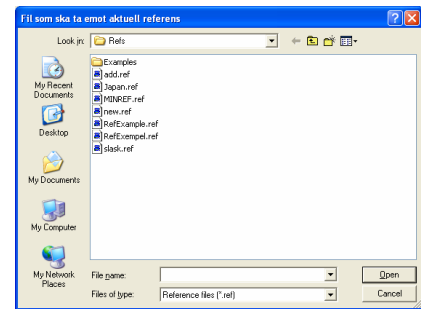 Fil som ska ta emot aktuell referens
Look in: Refs
Examples
add.ref
Japan.ref
MINREF.ref
new.ref
RefExample.ref
RefExempel.ref
slask.ref
My Recent
Documents
Desktop
My Documents
My Computer
My Network
Places
File name:
Open
Files of type: Reference files (*.ref)
Cancel